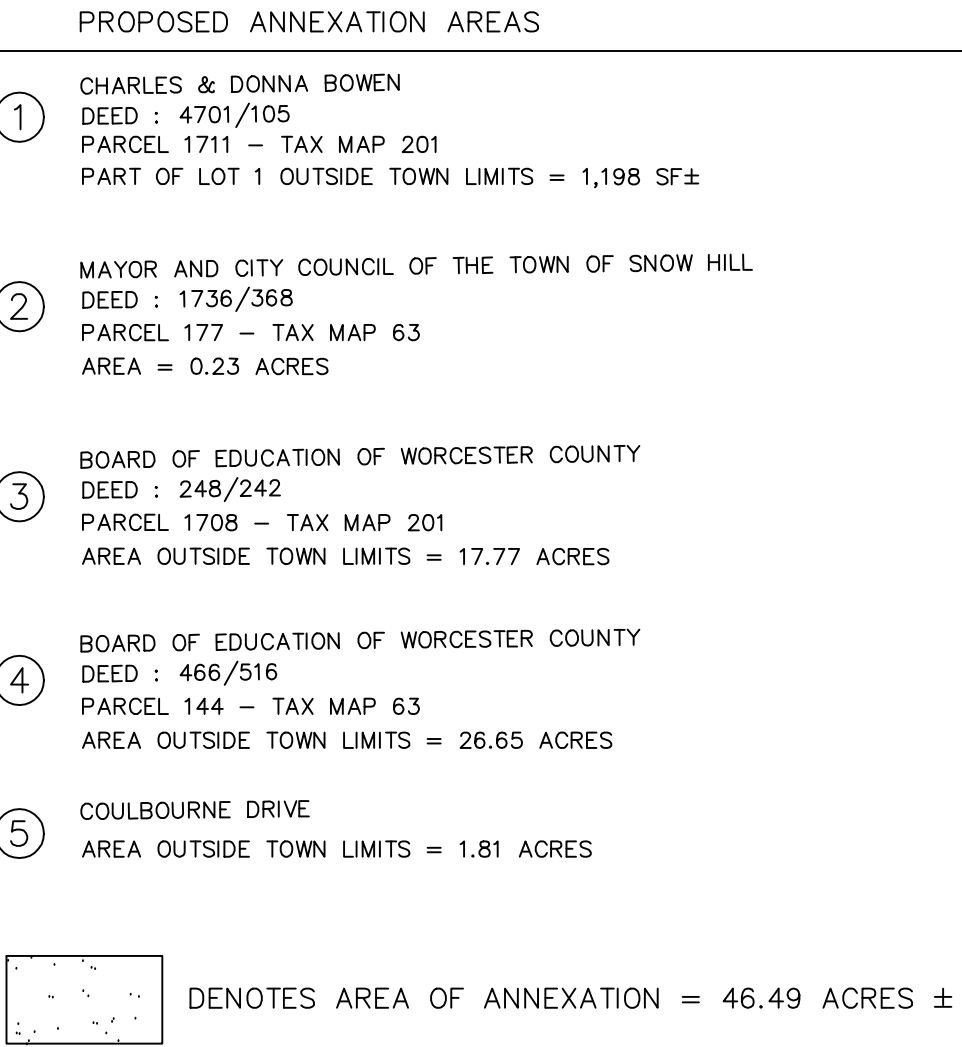 PROPOSED ANNEXATION AREAS
1
CHARLES & DONNA BOWEN
DEED : 4701/105
PARCEL 1711 – TAX MAP 201
PART OF LOT 1 OUTSIDE TOWN LIMITS = 1,198 SF±
2
MAYOR AND CITY COUNCIL OF THE TOWN OF SNOW HILL
DEED : 1736/368
PARCEL 177 – TAX MAP 63
AREA = 0.23 ACRES
3
BOARD OF EDUCATION OF WORCESTER COUNTY
DEED : 248/242
PARCEL 1708 – TAX MAP 201
AREA OUTSIDE TOWN LIMITS = 17.77 ACRES
4
BOARD OF EDUCATION OF WORCESTER COUNTY
DEED : 466/516
PARCEL 144 – TAX MAP 63
AREA OUTSIDE TOWN LIMITS = 26.65 ACRES
5
COULBOURNE DRIVE
AREA OUTSIDE TOWN LIMITS = 1.81 ACRES
DENOTES AREA OF ANNEXATION = 46.49 ACRES ±